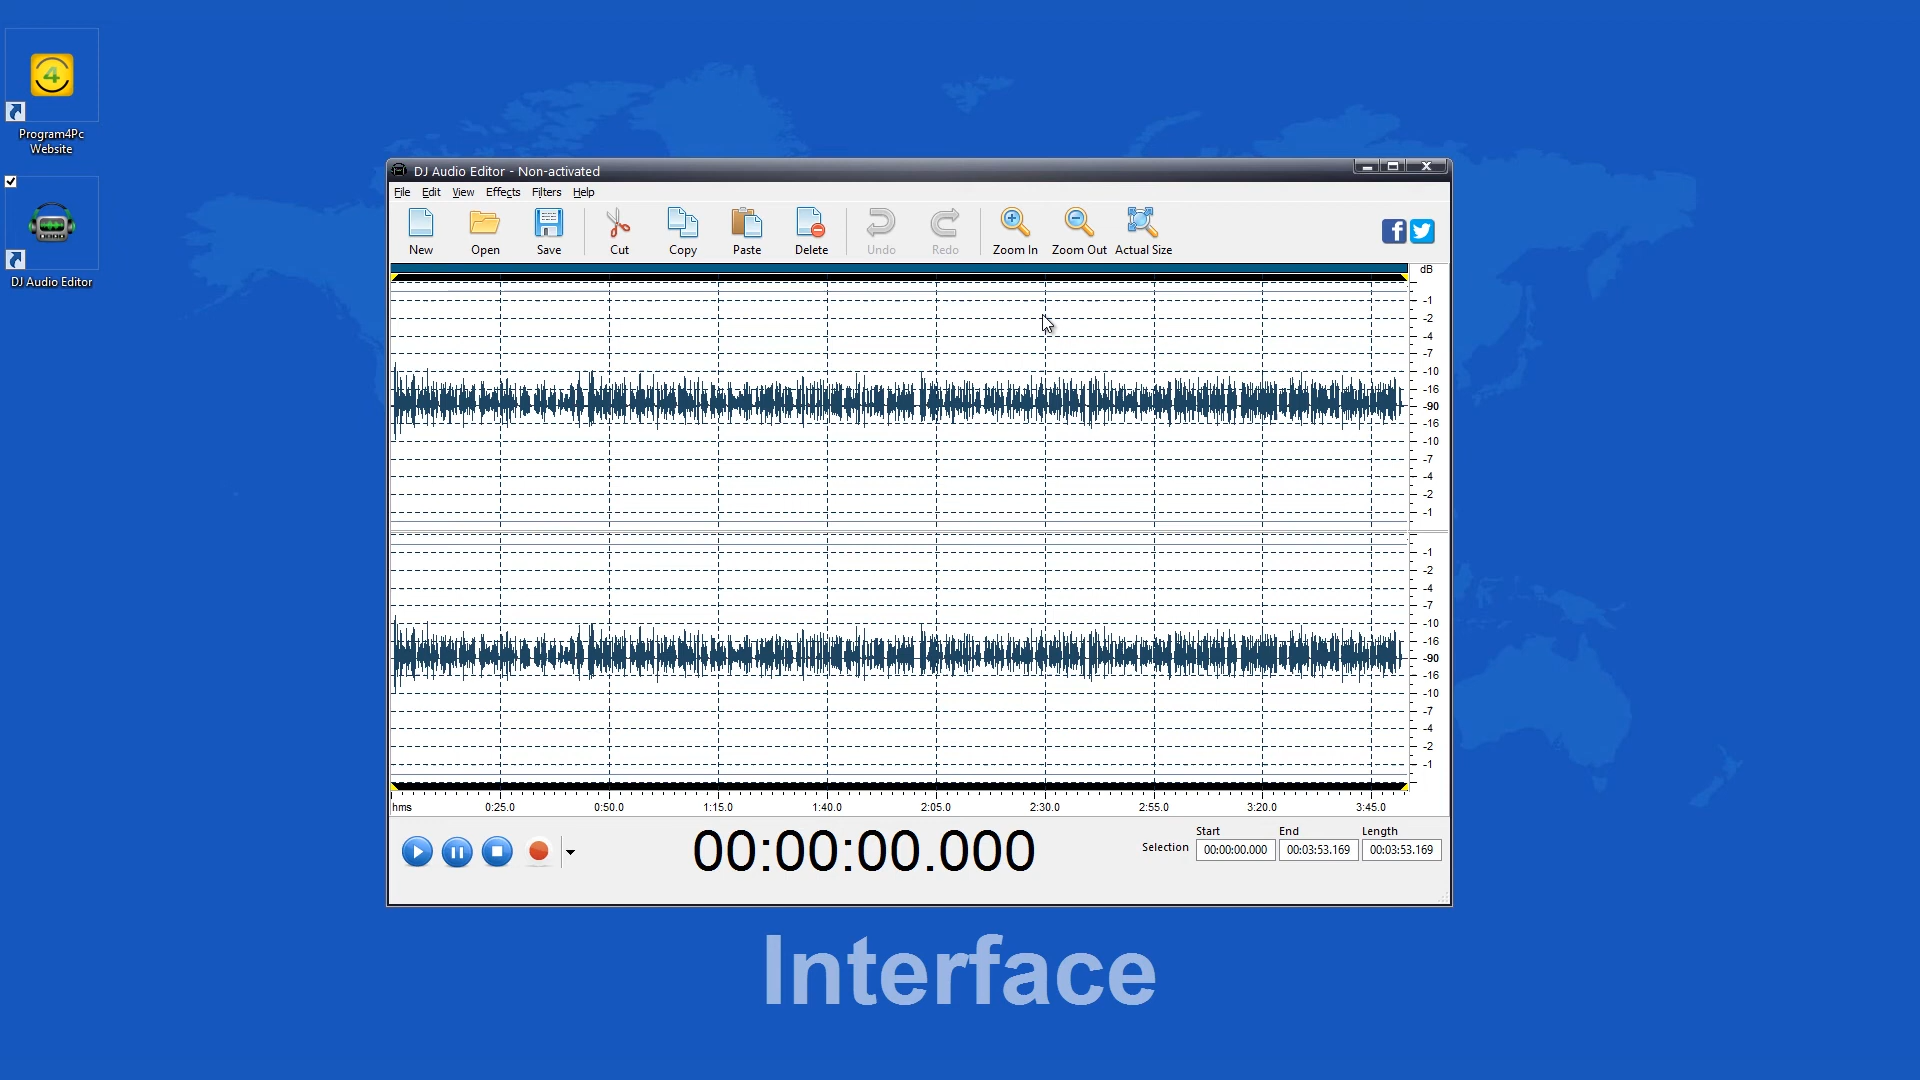 Program4Pc
Website
DJ Audio Editor
DJ Audio Editor - Non-activated
File Edit View Effects Filters Help
New Open Save Cut Copy Paste Delete Undo Redo Zoom In Zoom Out Actual Size
dB
-1
-2
-4
-7
-10
-16
-90
-16
-10
-7
-4
-2
-1
-1
-2
-4
-7
-10
-16
-90
-16
-10
-7
-4
-2
-1
hms 0:25.0 0:50.0 1:15.0 1:40.0 2:05.0 2:30.0 2:55.0 3:20.0 3:45.0
00:00:00.000
Start End Length
Selection 00:00:00.000 00:03:53.169 00:03:53.169
Interface